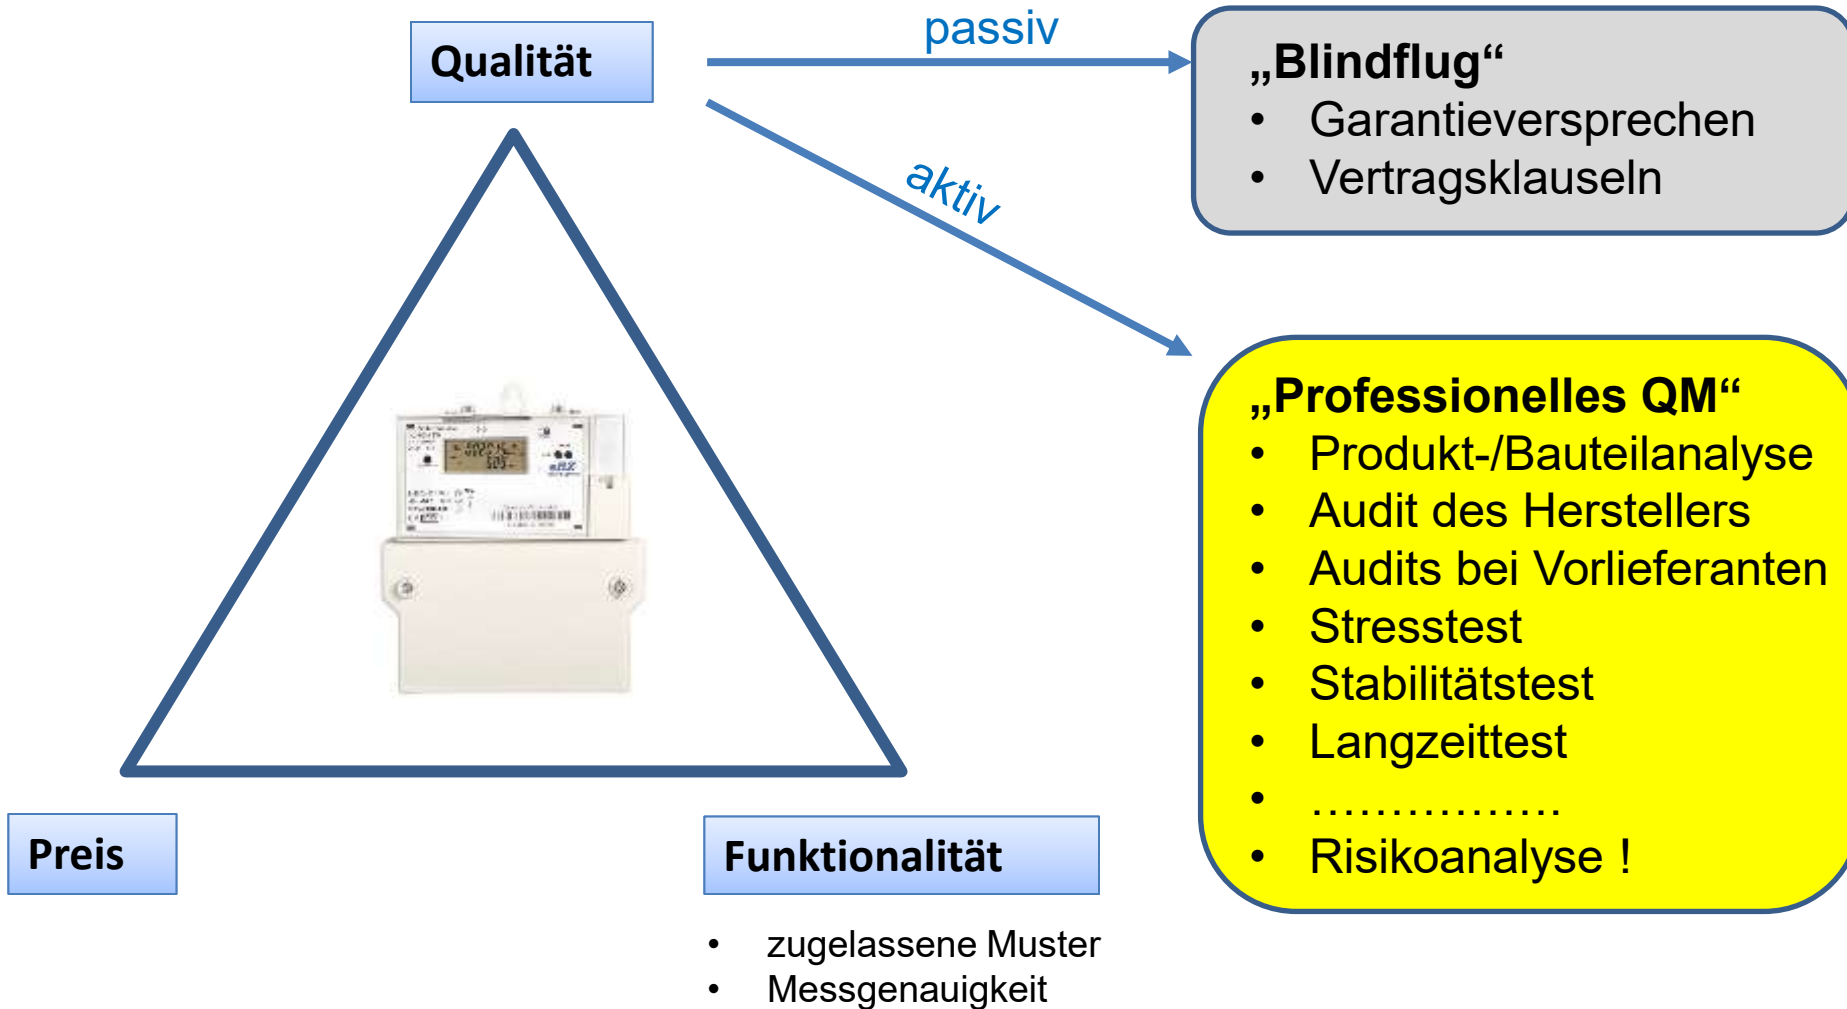 passiv
Qualität
„Blindflug“
• Garantieversprechen
• Vertragsklauseln
aktiv
„Professionelles QM“
• Produkt-/Bauteilanalyse
• Audit des Herstellers
• Audits bei Vorlieferanten
• Stresstest
• Stabilitätstest
• Langzeittest
• …………….
• Risikoanalyse !
Preis
Funktionalität
• zugelassene Muster
• Messgenauigkeit